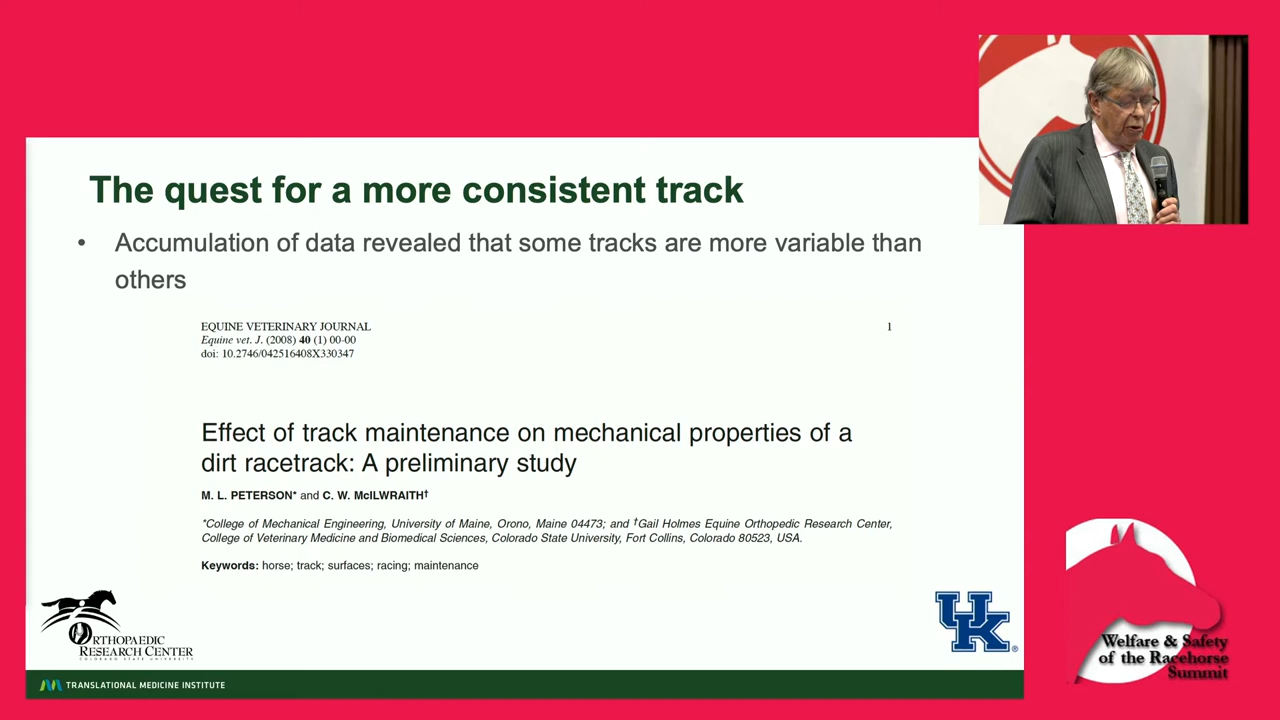 The quest for a more consistent track
• Accumulation of data revealed that some tracks are more variable than
others
EQUINE VETERINARY JOURNAL 1
Equine vet. J. (2008) 40 (1) 00-00
doi: 10.2746/042516408X330347
Effect of track maintenance on mechanical properties of a
dirt racetrack: A preliminary study
M. L. PETERSON* and C. W. McILWRAITH†
*College of Mechanical Engineering, University of Maine, Orono, Maine 04473; and †Gail Holmes Equine Orthopedic Research Center,
College of Veterinary Medicine and Biomedical Sciences, Colorado State University, Fort Collins, Colorado 80523, USA.
Keywords: horse; track; surfaces; racing; maintenance
ORTHOPAEDIC
RESEARCH CENTER
COLORADO STATE UNIVERSITY
UK®
TRANSLATIONAL MEDICINE INSTITUTE
Welfare & Safety
of the Racehorse
Summit